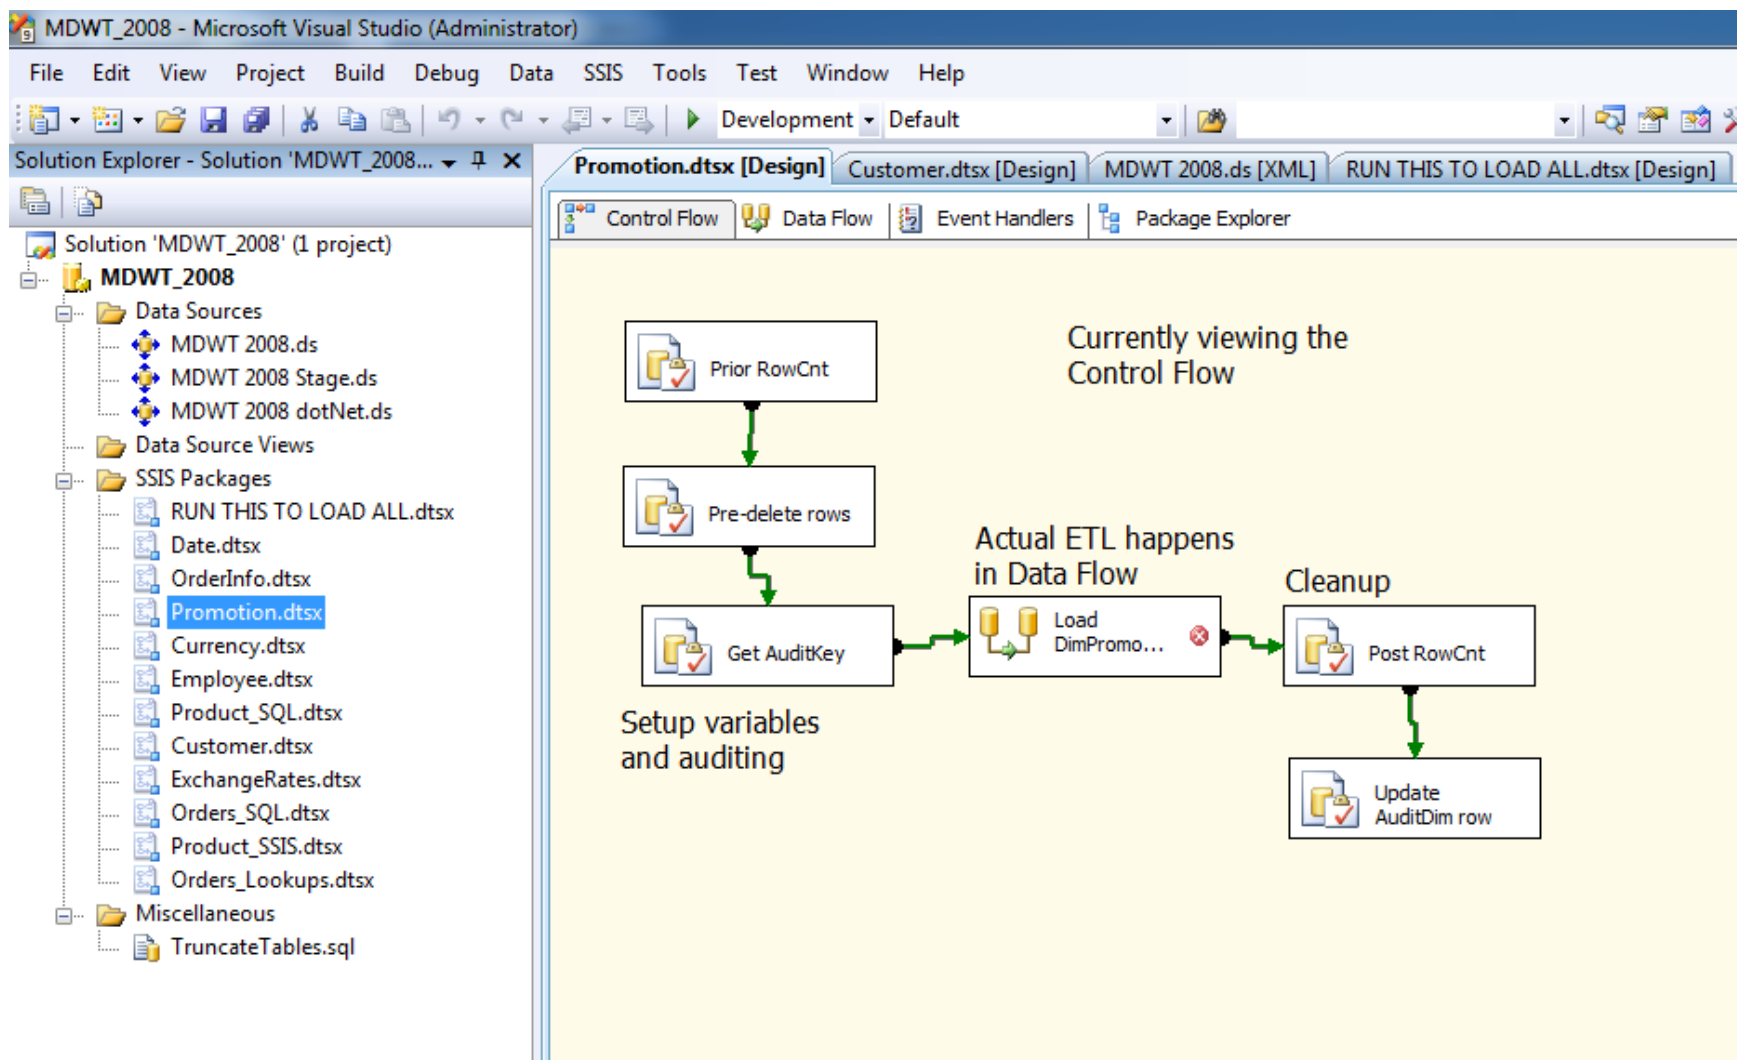 MDWT_2008 - Microsoft Visual Studio (Administrator)
File Edit View Project Build Debug Data SSIS Tools Test Window Help
Development Default
Solution Explorer - Solution 'MDWT_2008...
Promotion.dtsx [Design] Customer.dtsx [Design] MDWT 2008.ds [XML] RUN THIS TO LOAD ALL.dtsx [Design]
Control Flow Data Flow Event Handlers Package Explorer
Solution 'MDWT_2008' (1 project)
MDWT_2008
Data Sources
MDWT 2008.ds
MDWT 2008 Stage.ds
MDWT 2008 dotNet.ds
Data Source Views
SSIS Packages
RUN THIS TO LOAD ALL.dtsx
Date.dtsx
OrderInfo.dtsx
Promotion.dtsx
Currency.dtsx
Employee.dtsx
Product_SQL.dtsx
Customer.dtsx
ExchangeRates.dtsx
Orders_SQL.dtsx
Product_SSIS.dtsx
Orders_Lookups.dtsx
Miscellaneous
TruncateTables.sql
Currently viewing the
Control Flow
Prior RowCnt
Pre-delete rows
Get AuditKey
Setup variables
and auditing
Actual ETL happens
in Data Flow
Load
DimPromo...
Cleanup
Post RowCnt
Update
AuditDim row